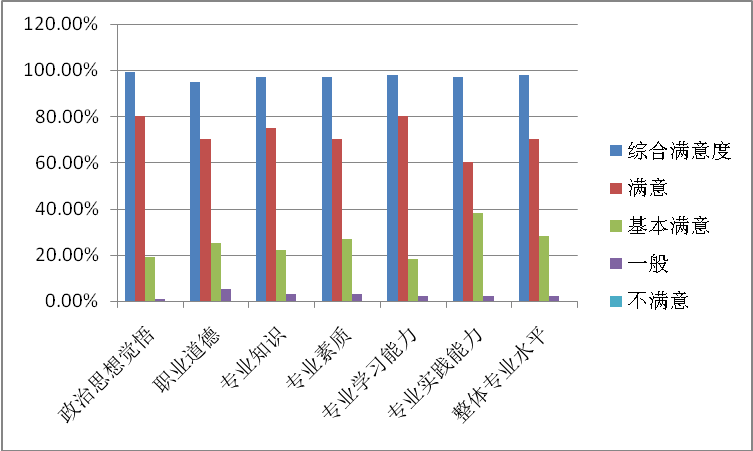 120.00%
100.00%
80.00%
60.00%
40.00%
20.00%
0.00%
政治思想觉悟
职业道德
专业知识
专业素质
专业学习能力
专业实践能力
整体专业水平
综合满意度
满意
基本满意
一般
不满意